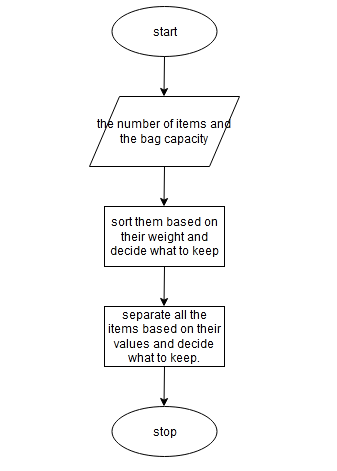 start
the number of items and
the bag capacity
sort them based on
their weight and
decide what to keep
separate all the
items based on their
values and decide
what to keep.
stop